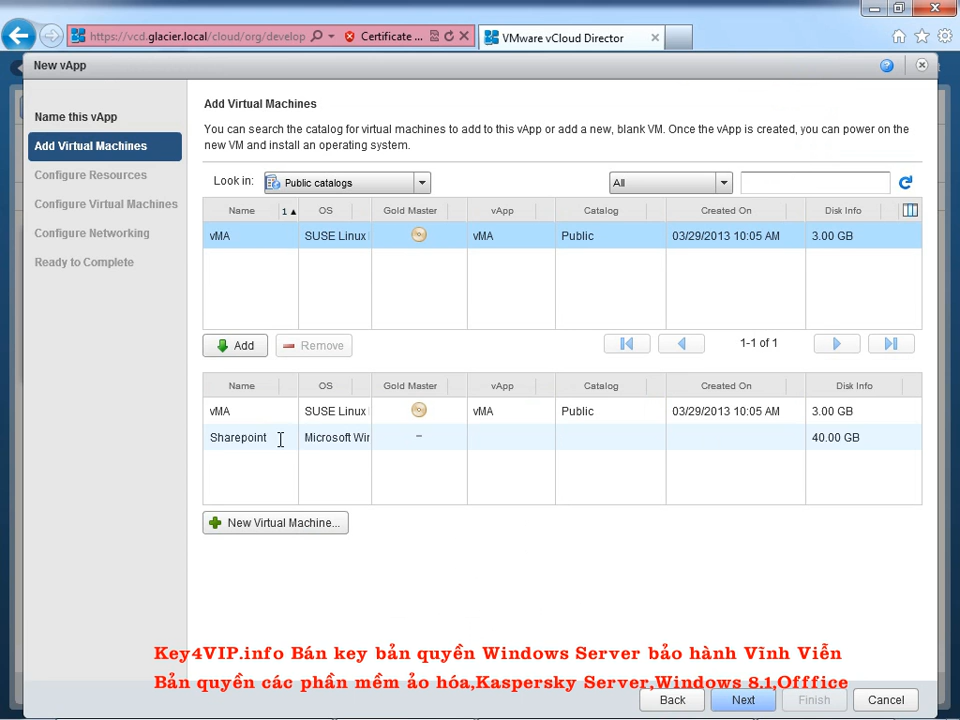 https://vcd.glacier.local/cloud/org/develop
Certificate ...
VMware vCloud Director
New vApp
Name this vApp
Add Virtual Machines
Configure Resources
Configure Virtual Machines
Configure Networking
Ready to Complete
Add Virtual Machines
You can search the catalog for virtual machines to add to this vApp or add a new, blank VM. Once the vApp is created, you can power on the
new VM and install an operating system.
Look in: Public catalogs All
Name 1 OS Gold Master vApp Catalog Created On Disk Info
vMA SUSE Linux vMA Public 03/29/2013 10:05 AM 3.00 GB
Add Remove 1-1 of 1
Name OS Gold Master vApp Catalog Created On Disk Info
vMA SUSE Linux vMA Public 03/29/2013 10:05 AM 3.00 GB
Sharepoint Microsoft Win – 40.00 GB
New Virtual Machine...
Key4VIP.info Bán key bản quyền Windows Server bảo hành Vĩnh Viễn
Bản quyền các phần mềm ảo hóa,Kaspersky Server,Windows 8.1,Offfice
Back Next Finish Cancel